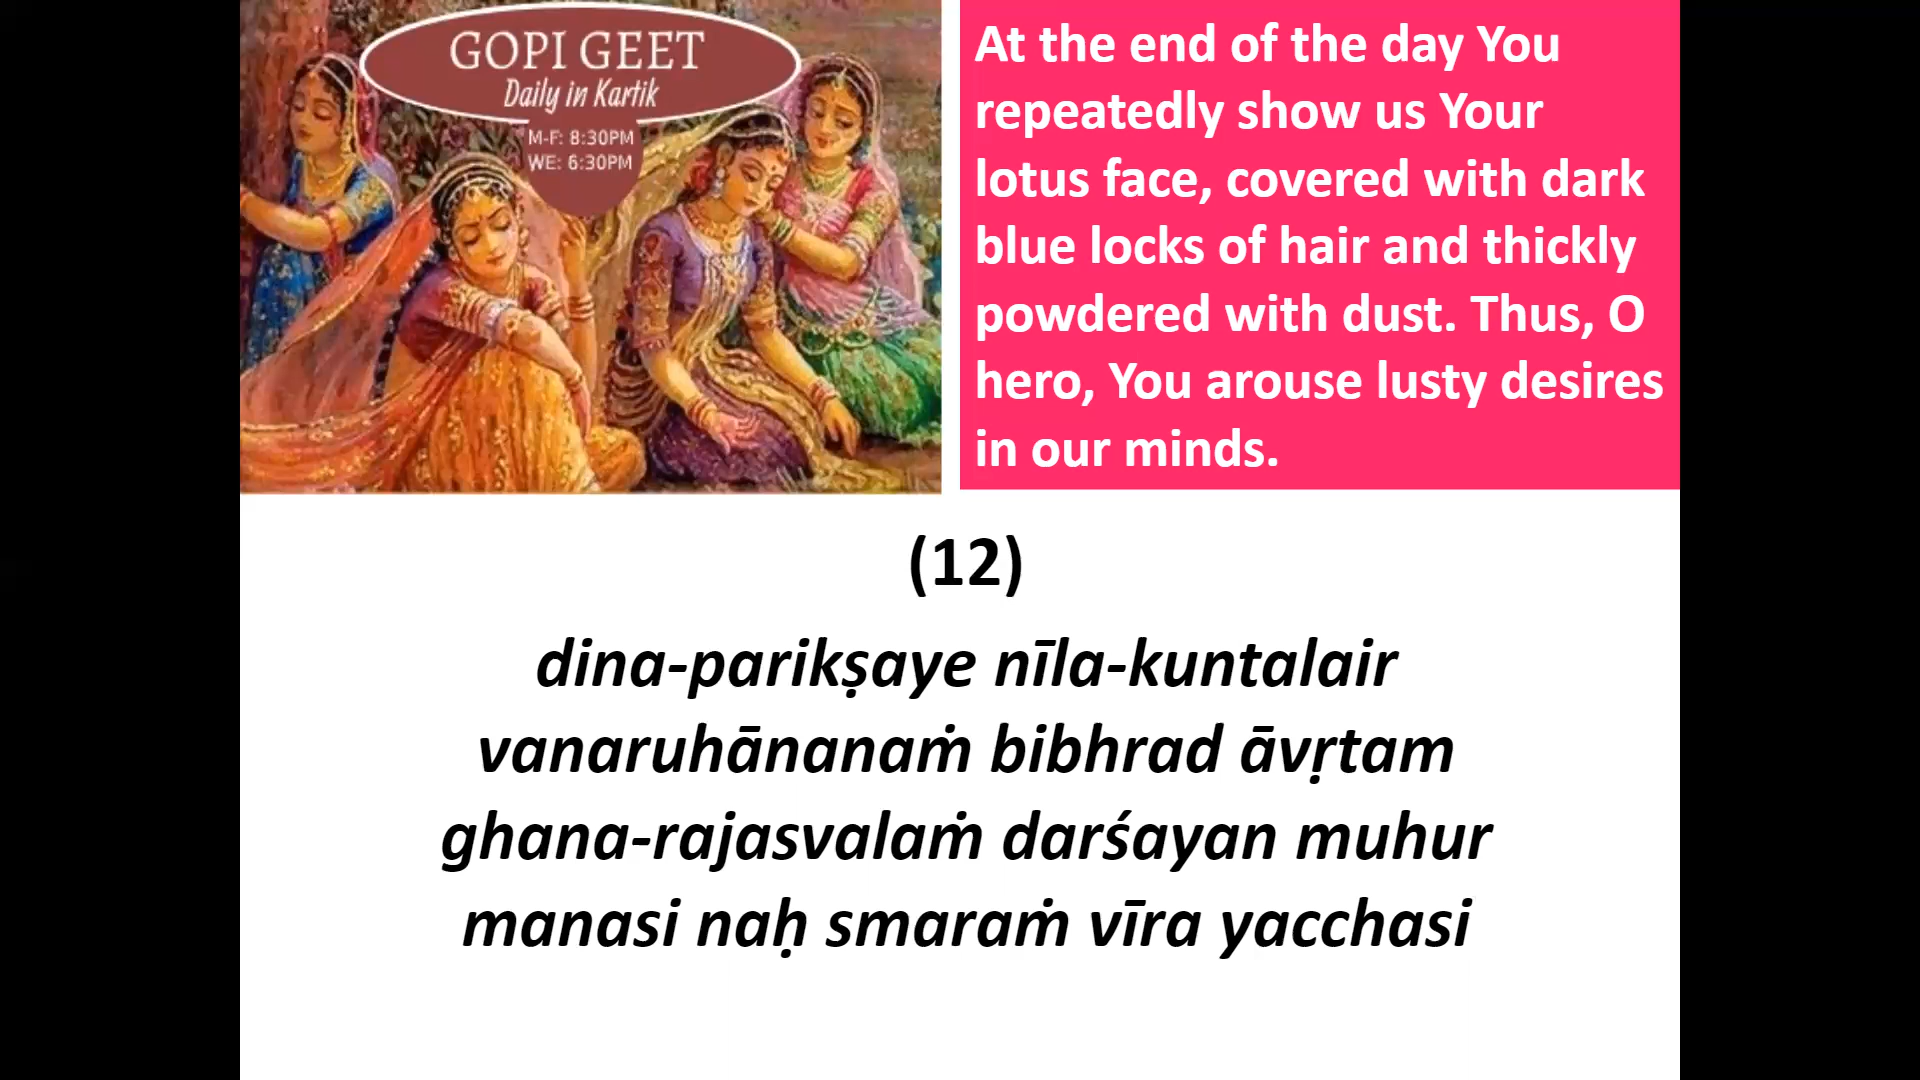 GOPI GEET
Daily in Kartik
M-F: 8:30PM
WE: 6:30PM
At the end of the day You
repeatedly show us Your
lotus face, covered with dark
blue locks of hair and thickly
powdered with dust. Thus, O
hero, You arouse lusty desires
in our minds.
(12)
dina-parikṣaye nīla-kuntalair
vanaruhānanaṁ bibhrad āvṛtam
ghana-rajasvalaṁ darśayan muhur
manasi naḥ smaraṁ vīra yacchasi